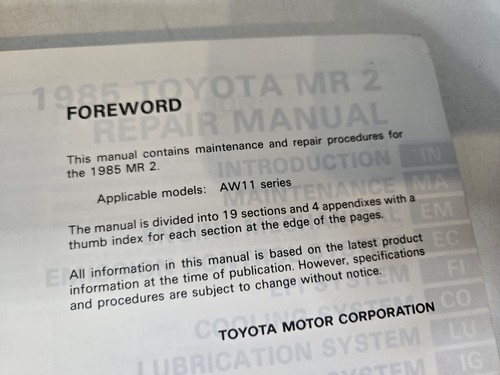 1985 TOYOTA MR 2
FOREWORD
REPAIR MANUAL
This manual contains maintenance and repair procedures for
the 1985 MR 2.
INTRODUCTION IN
Applicable models: AW11 series
MAINTENANCE MA
The manual is divided into 19 sections and 4 appendixes with a
thumb index for each section at the edge of the pages.
EM
EC
All information in this manual is based on the latest product
information at the time of publication. However, specifications
and procedures are subject to change without notice.
EFI SYSTEM FI
COOLING SYSTEM CO
TOYOTA MOTOR CORPORATION
LUBRICATION SYSTEM LU
SYSTEM IG